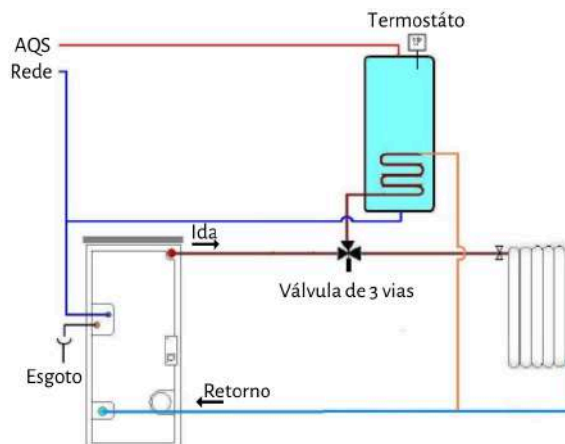 Termostáto
AQS
Rede
Ida
Válvula de 3 vias
Esgoto
Retorno